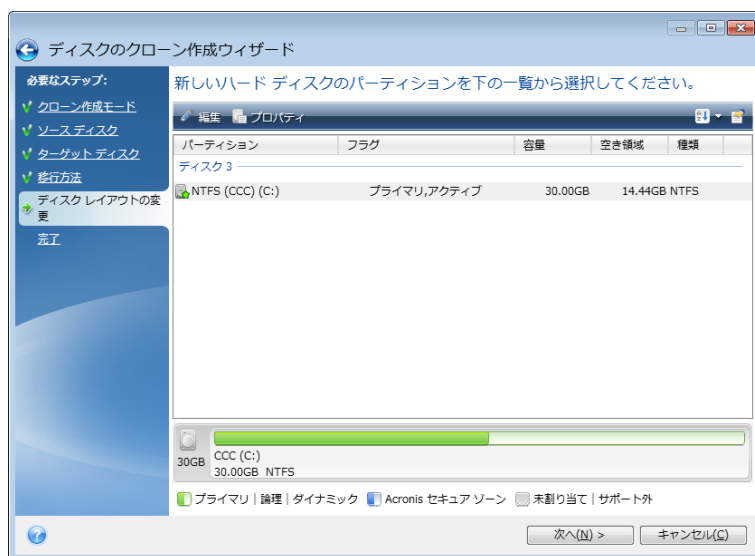 ディスクのクローン作成ウィザード
必要なステップ:
クローン作成モード
ソース ディスク
ターゲット ディスク
移行方法
ディスク レイアウトの変
更
完了
新しいハード ディスクのパーティションを下の一覧から選択してください。
編集 プロパティ
パーティション フラグ 容量 空き領域 種類
ディスク 3
NTFS (CCC) (C:) プライマリ,アクティブ 30.00GB 14.44GB NTFS
30GB
CCC (C:)
30.00GB NTFS
プライマリ | 論理 | ダイナミック Acronis セキュア ゾーン 未割り当て | サポート外
次へ(N) > キャンセル(C)